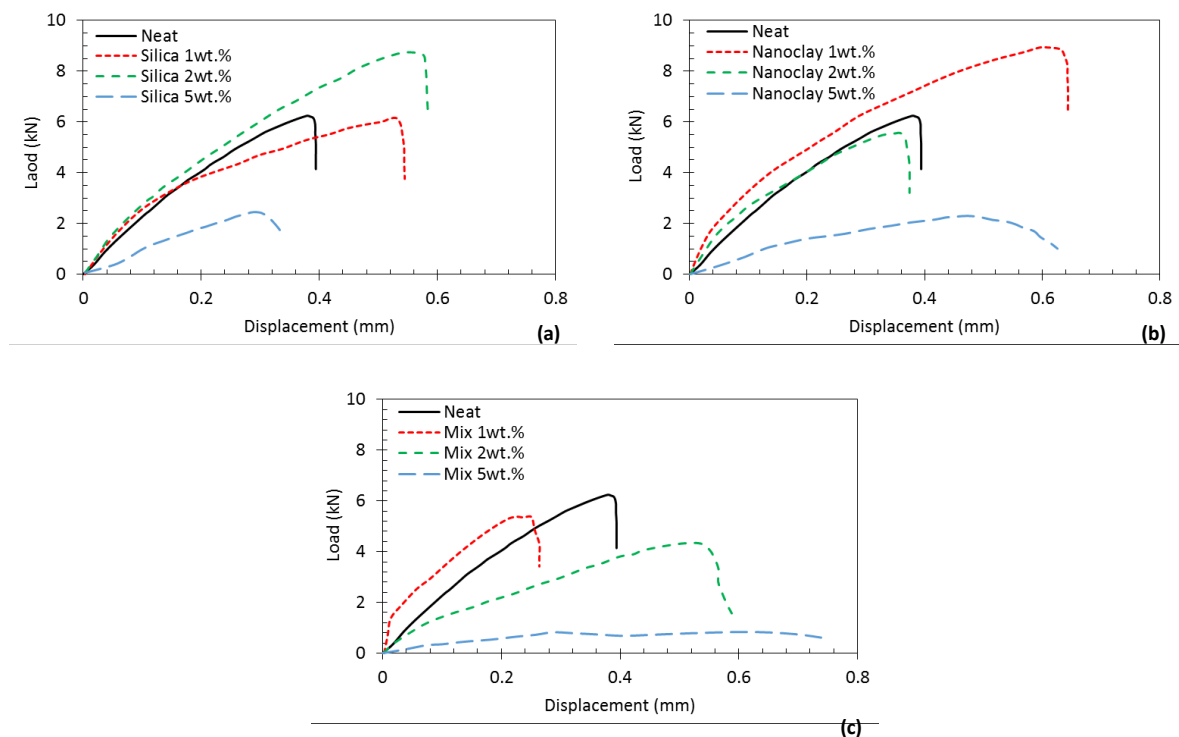 10
8
6
4
2
0
Laod (kN)
Neat
Silica 1wt.%
Silica 2wt.%
Silica 5wt.%
0 0.2 0.4 0.6 0.8
Displacement (mm)
(a)
10
8
6
4
2
0
Load (kN)
Neat
Nanoclay 1wt.%
Nanoclay 2wt.%
Nanoclay 5wt.%
0 0.2 0.4 0.6 0.8
Displacement (mm)
(b)
10
8
6
4
2
0
Load (kN)
Neat
Mix 1wt.%
Mix 2wt.%
Mix 5wt.%
0 0.2 0.4 0.6 0.8
Displacement (mm)
(c)